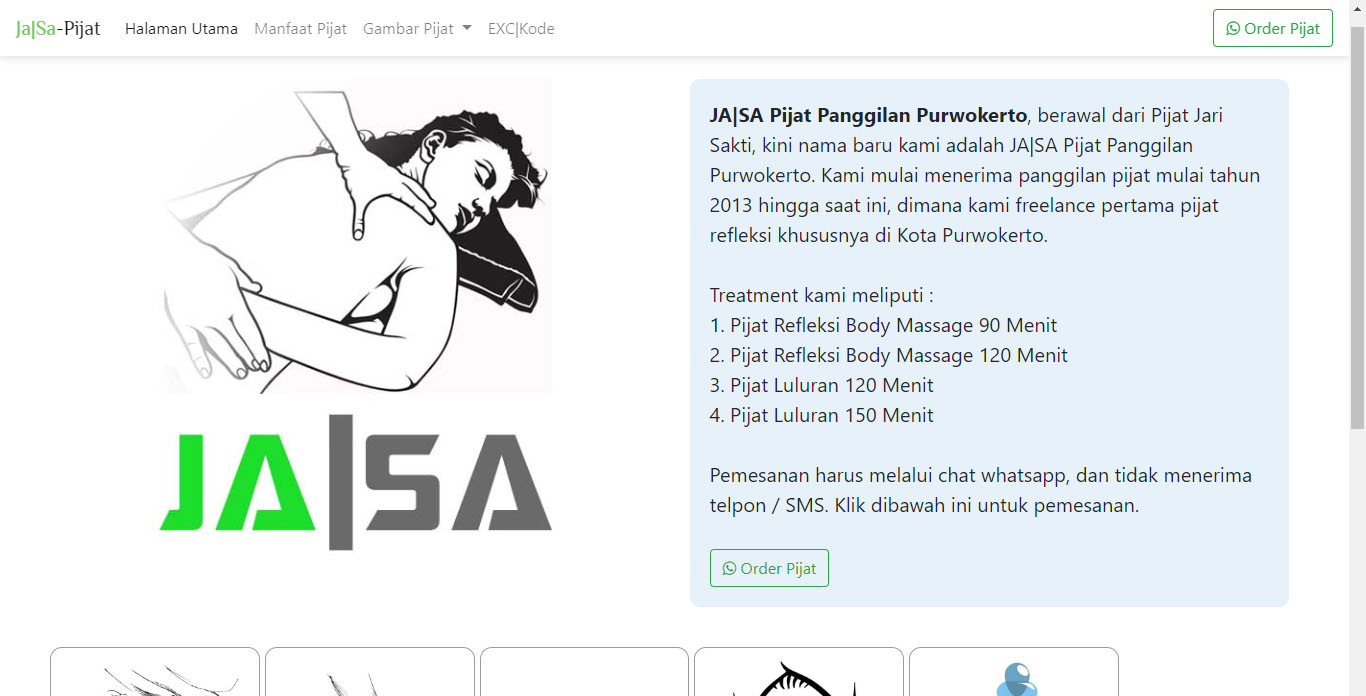 Ja|Sa-Pijat Halaman Utama Manfaat Pijat Gambar Pijat EXC|Kode Order Pijat
JA|SA Pijat Panggilan Purwokerto, berawal dari Pijat Jari
Sakti, kini nama baru kami adalah JA|SA Pijat Panggilan
Purwokerto. Kami mulai menerima panggilan pijat mulai tahun
2013 hingga saat ini, dimana kami freelance pertama pijat
refleksi khususnya di Kota Purwokerto.
Treatment kami meliputi :
1. Pijat Refleksi Body Massage 90 Menit
2. Pijat Refleksi Body Massage 120 Menit
3. Pijat Luluran 120 Menit
4. Pijat Luluran 150 Menit
Pemesanan harus melalui chat whatsapp, dan tidak menerima
telpon / SMS. Klik dibawah ini untuk pemesanan.
Order Pijat
JA|SA